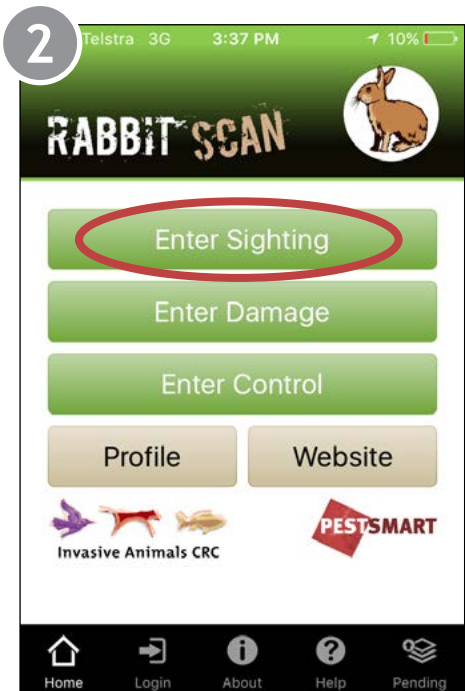 2
Telstra 3G 3:37 PM 10%
RABBIT SCAN
Enter Sighting
Enter Damage
Enter Control
Profile Website
Invasive Animals CRC PESTSMART
Home Login About Help Pending